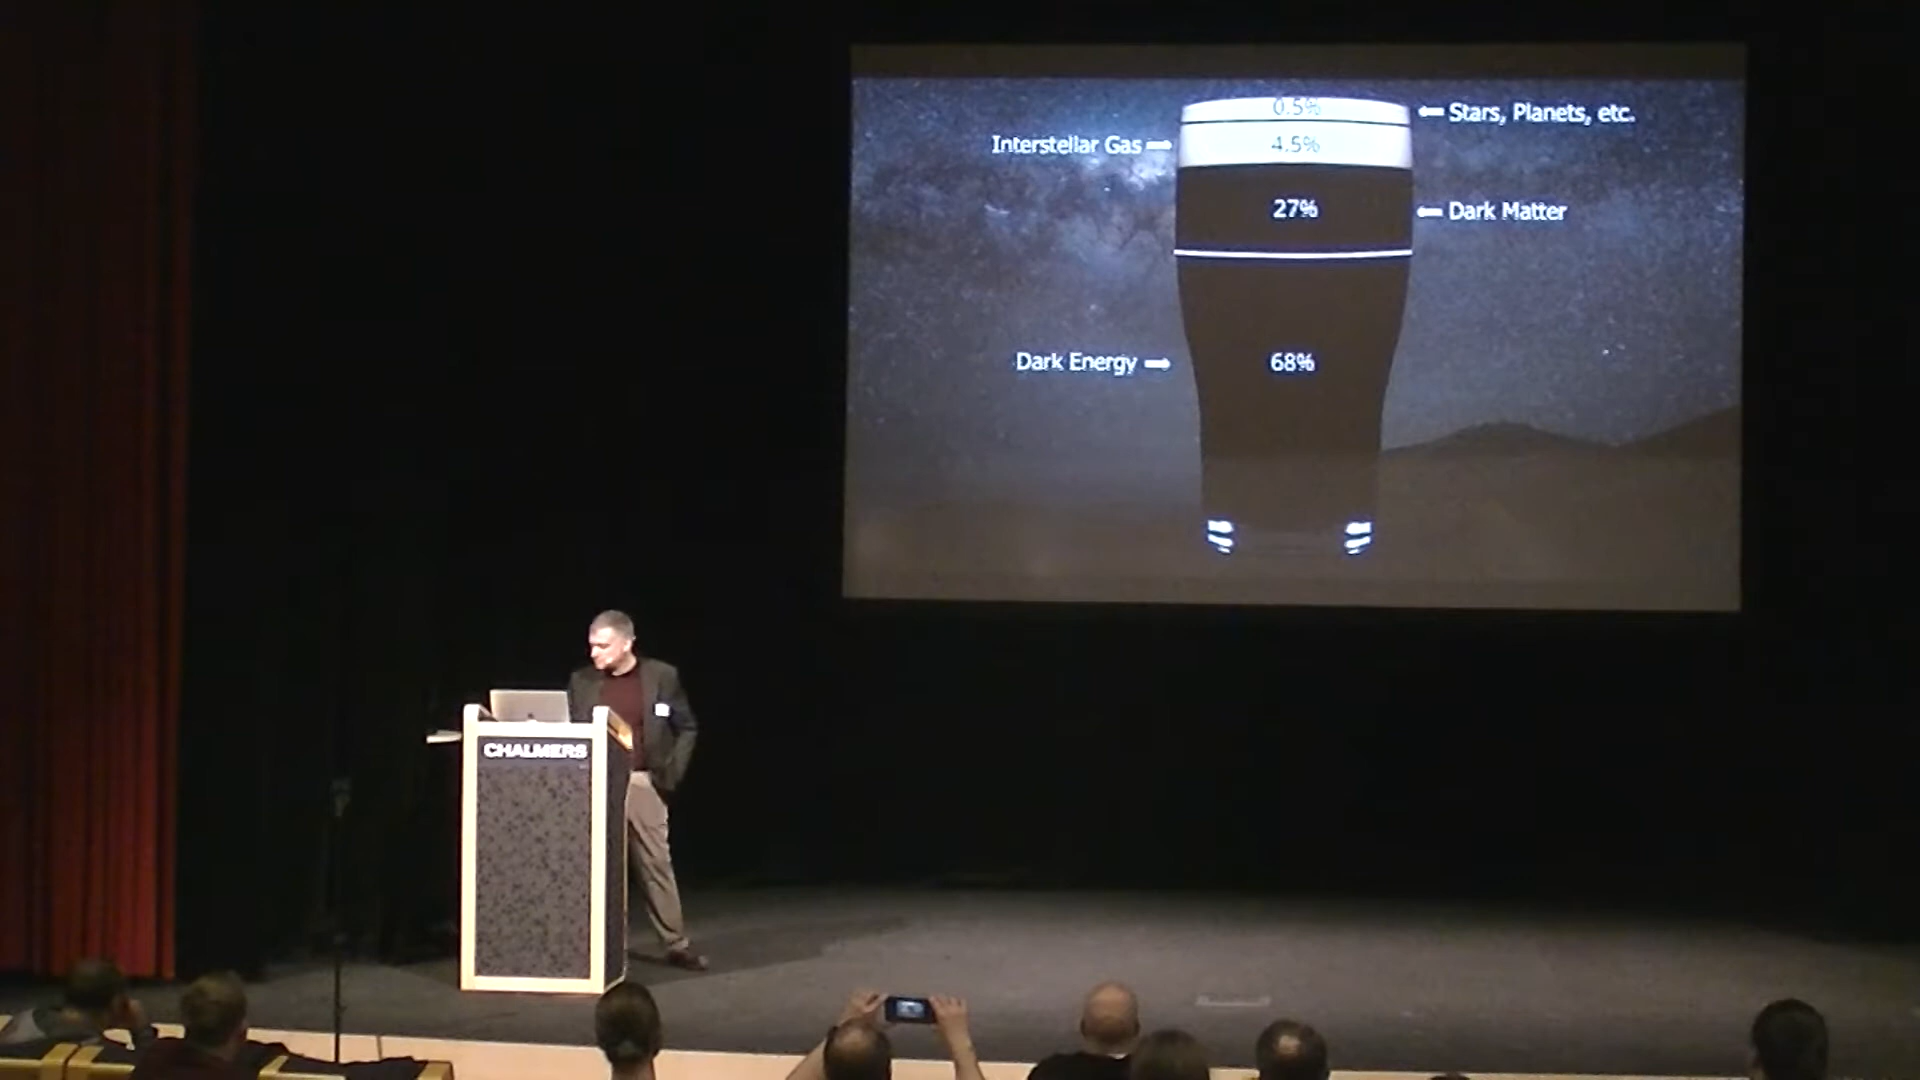 0.5%
Stars, Planets, etc.
Interstellar Gas
4.5%
27%
Dark Matter
Dark Energy
68%
CHALMERS